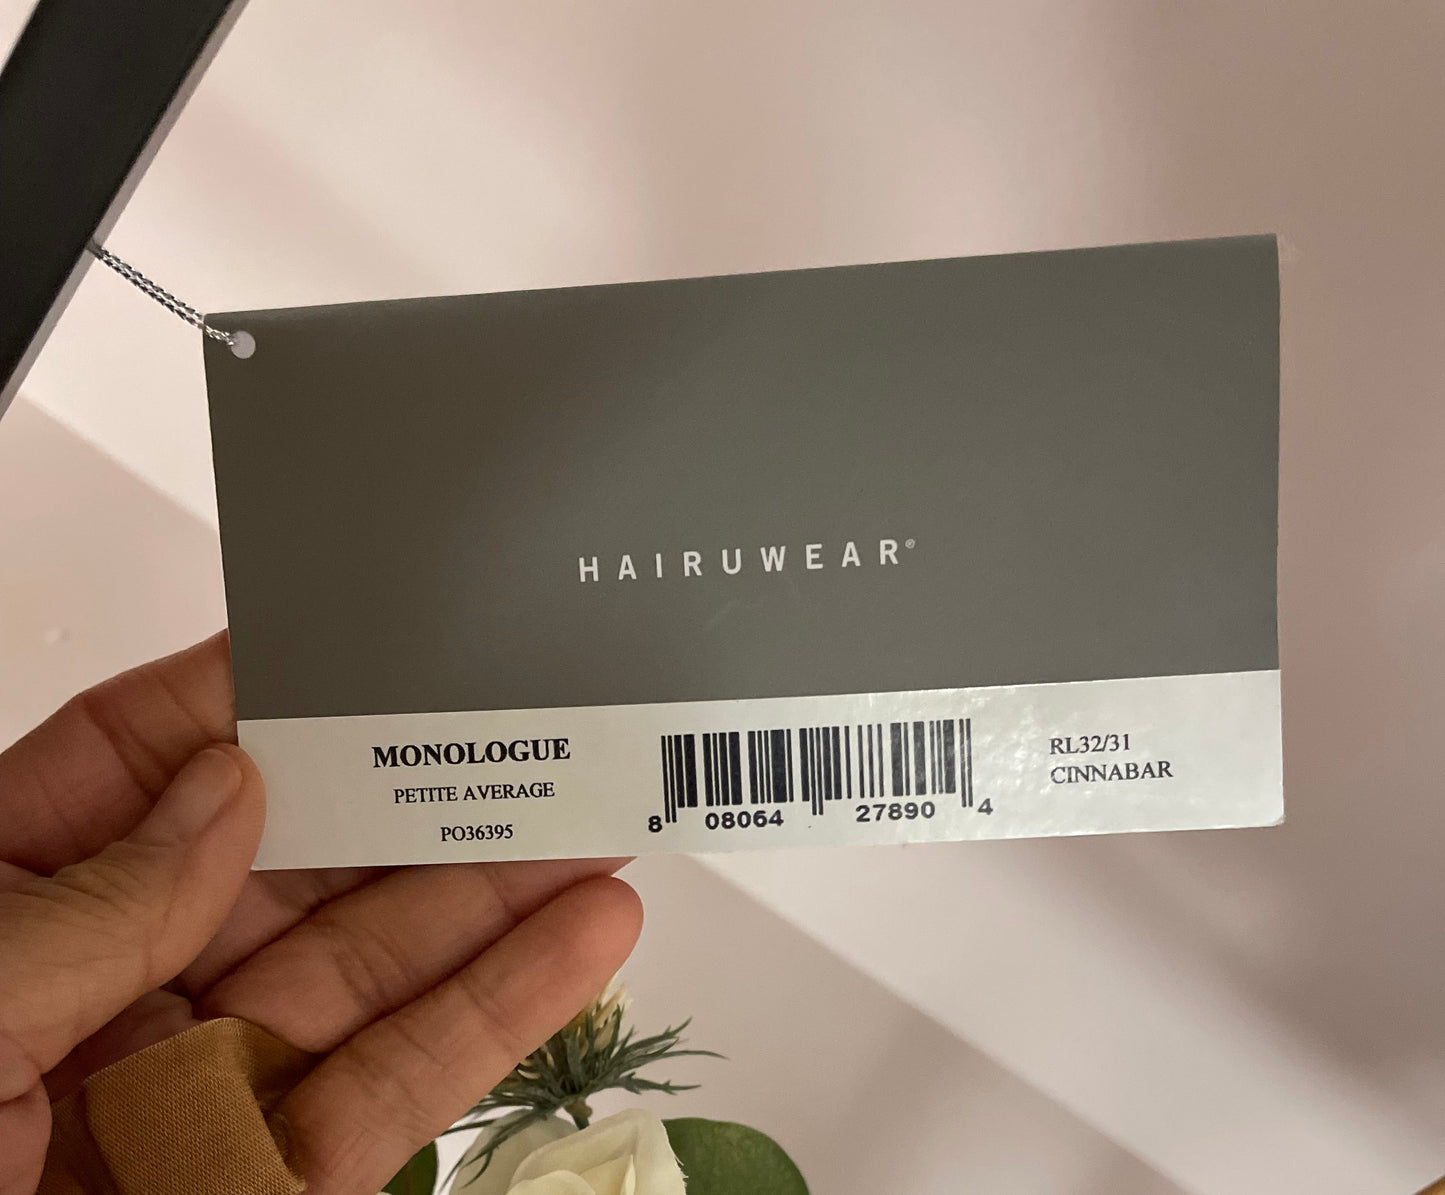 HAIRUWEAR®
MONOLOGUE
PETITE AVERAGE
PO36395
8 08064 27890 4
RL32/31
CINNABAR